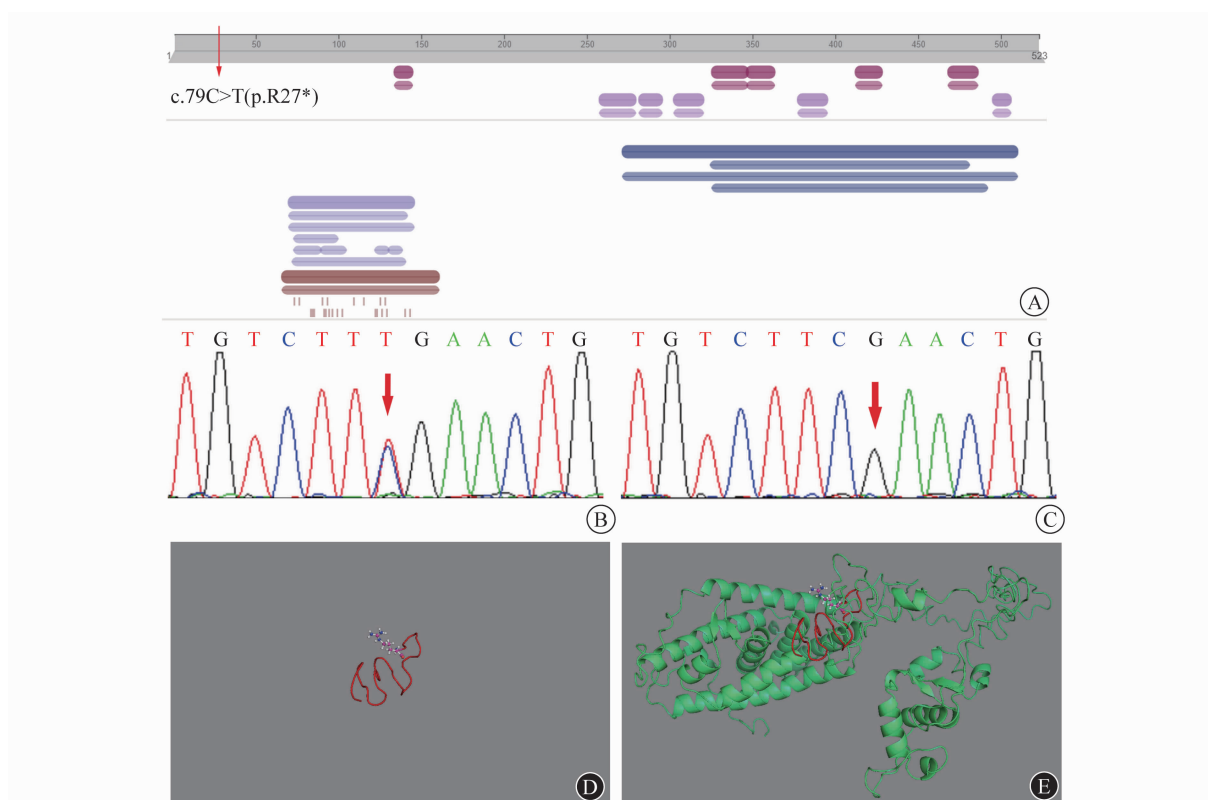 50 100 150 200 250 300 350 400 450 500
1 523
c.79C>T(p.R27*)
A
T G T C T T T G A A C T G T G T C T T C G A A C T G
B C
D E